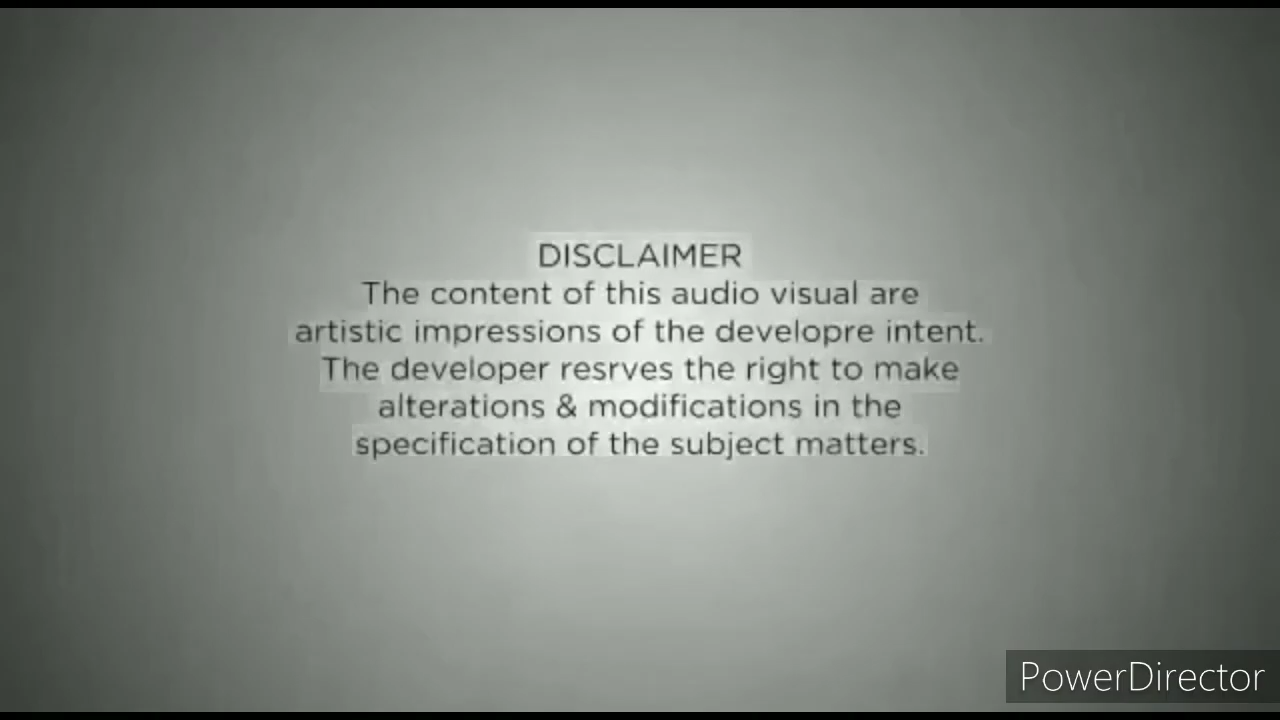 DISCLAIMER
The content of this audio visual are
artistic impressions of the developre intent.
The developer resrves the right to make
alterations & modifications in the
specification of the subject matters.
PowerDirector